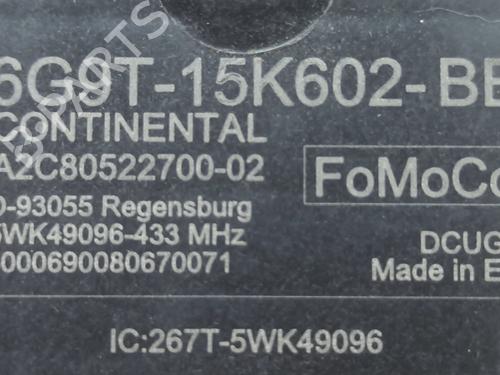 6G9T-15K602-BE
CONTINENTAL
A2C80522700-02
FoMoCo
D-93055 Regensburg
5WK49096-433 MHz
DCUG
000690080670071
Made in E
IC:267T-5WK49096
B-PARTS